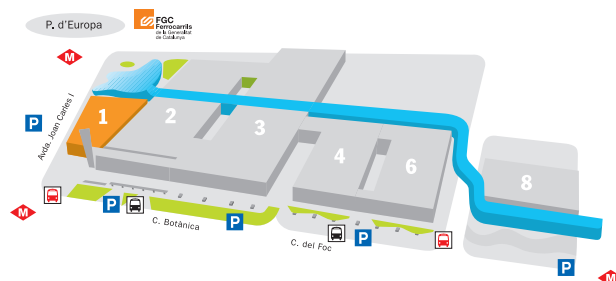 P. d'Europa
FGC
Ferrocarrils
de la Generalitat
de Catalunya
M
P
Avda. Joan Carles I
1
2
3
4
6
8
M
P
P
C. Botànica
C. del Foc
P
P
M